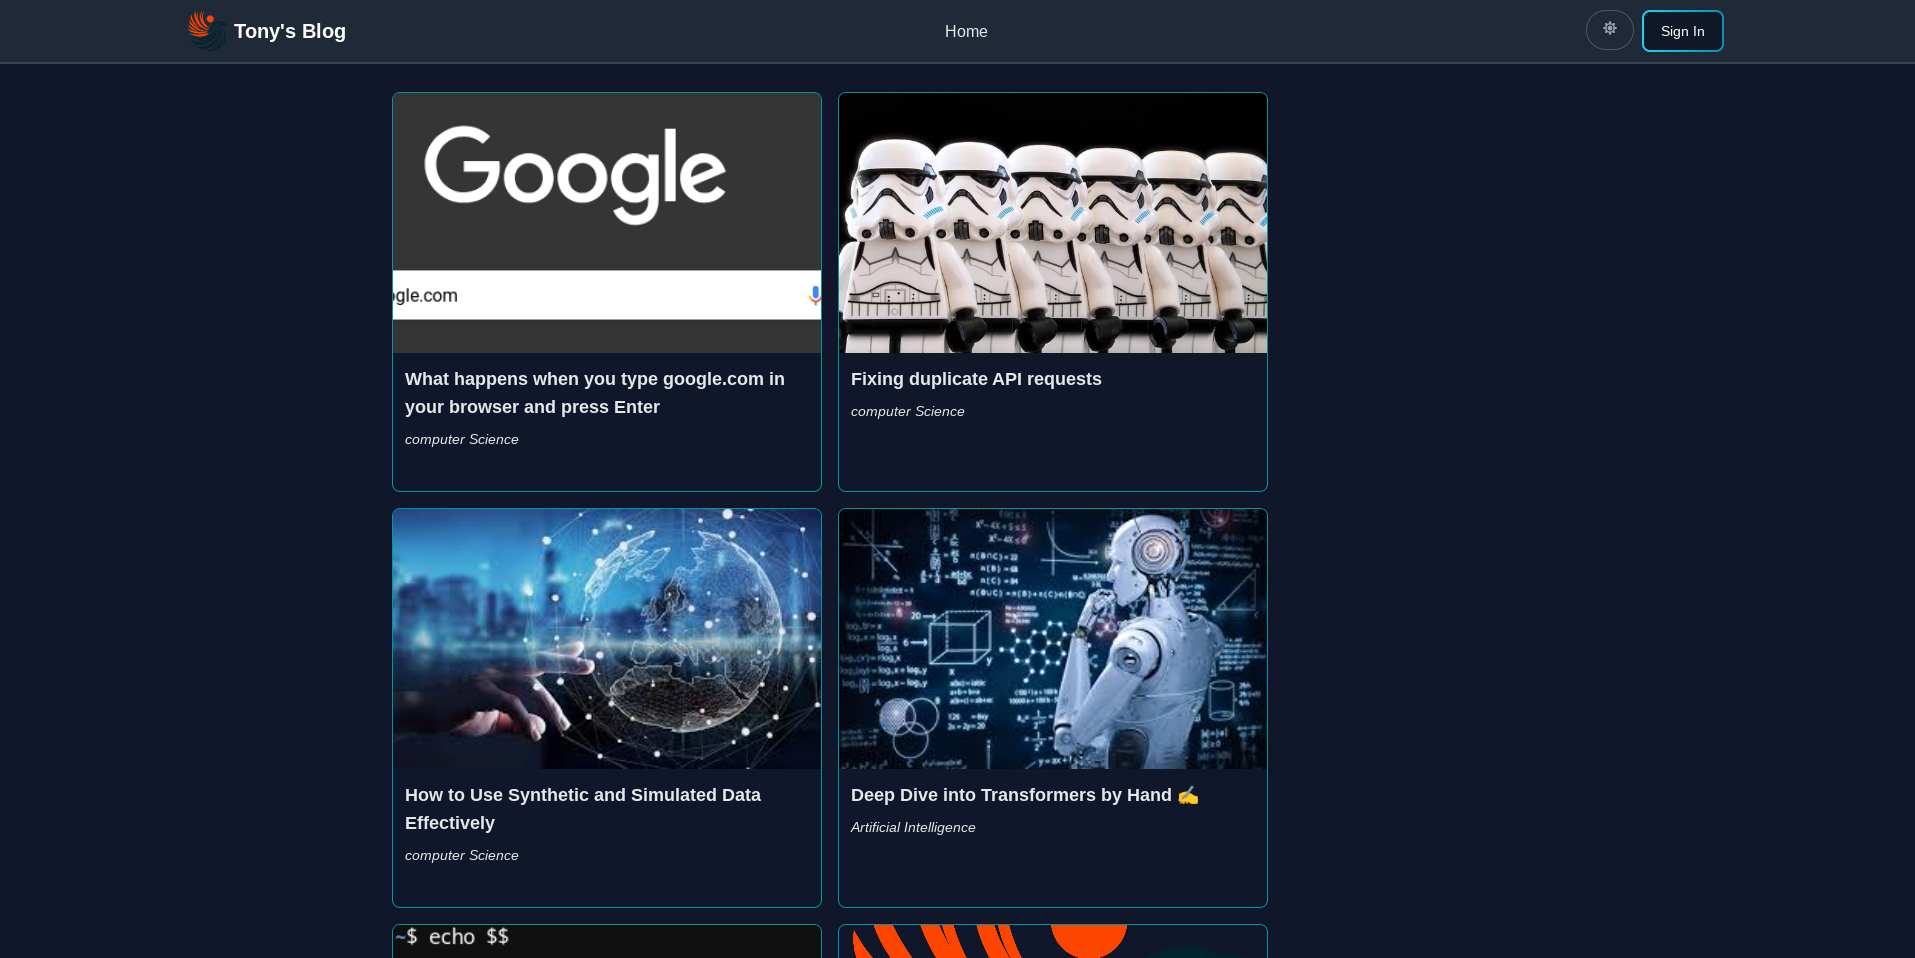 Tony's Blog
Home
Sign In
Google
gle.com
What happens when you type google.com in
your browser and press Enter
computer Science
Fixing duplicate API requests
computer Science
How to Use Synthetic and Simulated Data
Effectively
computer Science
Deep Dive into Transformers by Hand ✍️
Artificial Intelligence
~$ echo $$